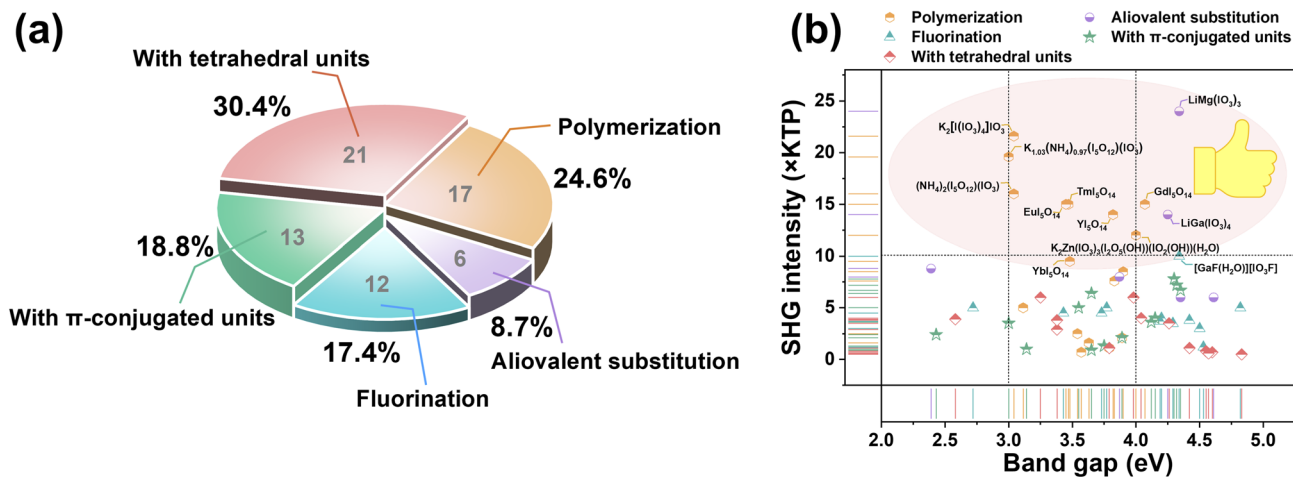 (a)
With tetrahedral units
30.4%
21
Polymerization
17
24.6%
18.8%
13
6
12
With π-conjugated units
8.7%
17.4%
Aliovalent substitution
Fluorination
(b)
Polymerization
Aliovalent substitution
Fluorination
With π-conjugated units
With tetrahedral units
SHG intensity (×KTP)
25
20
15
10
5
0
LiMg(IO₃)₃
K₂[I(IO₃)₄]IO₃
K₁.₀₃(NH₄)₀.₉₇(I₅O₁₂)(IO₃)
(NH₄)₂(I₅O₁₂)(IO₃)
TmI₅O₁₄
GdI₅O₁₄
EuI₅O₁₄
YI₅O₁₄
LiGa(IO₃)₄
K₂Zn(IO₃)₂(I₂O₅(OH))(IO₂(OH))(H₂O)
YbI₅O₁₄
[GaF(H₂O)][IO₃F]
2.0
2.5
3.0
3.5
4.0
4.5
5.0
Band gap (eV)